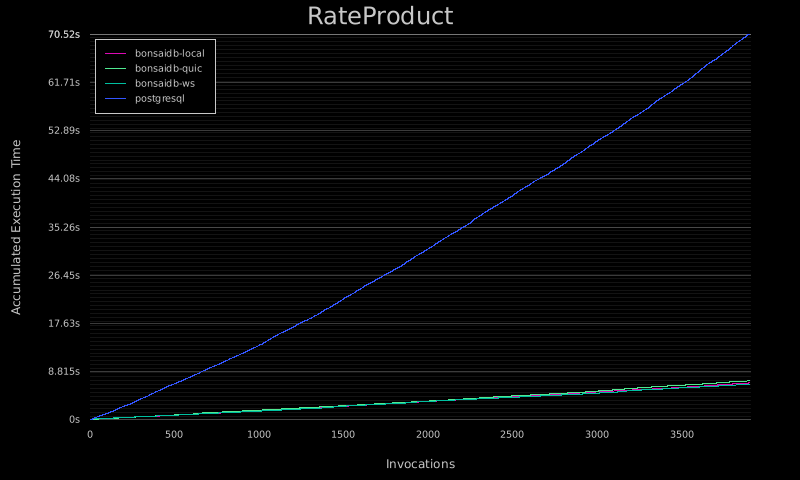 RateProduct
70.52s
61.71s
52.89s
44.08s
35.26s
26.45s
17.63s
8.815s
0s
bonsaidb-local
bonsaidb-quic
bonsaidb-ws
postgresql
Accumulated Execution Time
0 500 1000 1500 2000 2500 3000 3500
Invocations